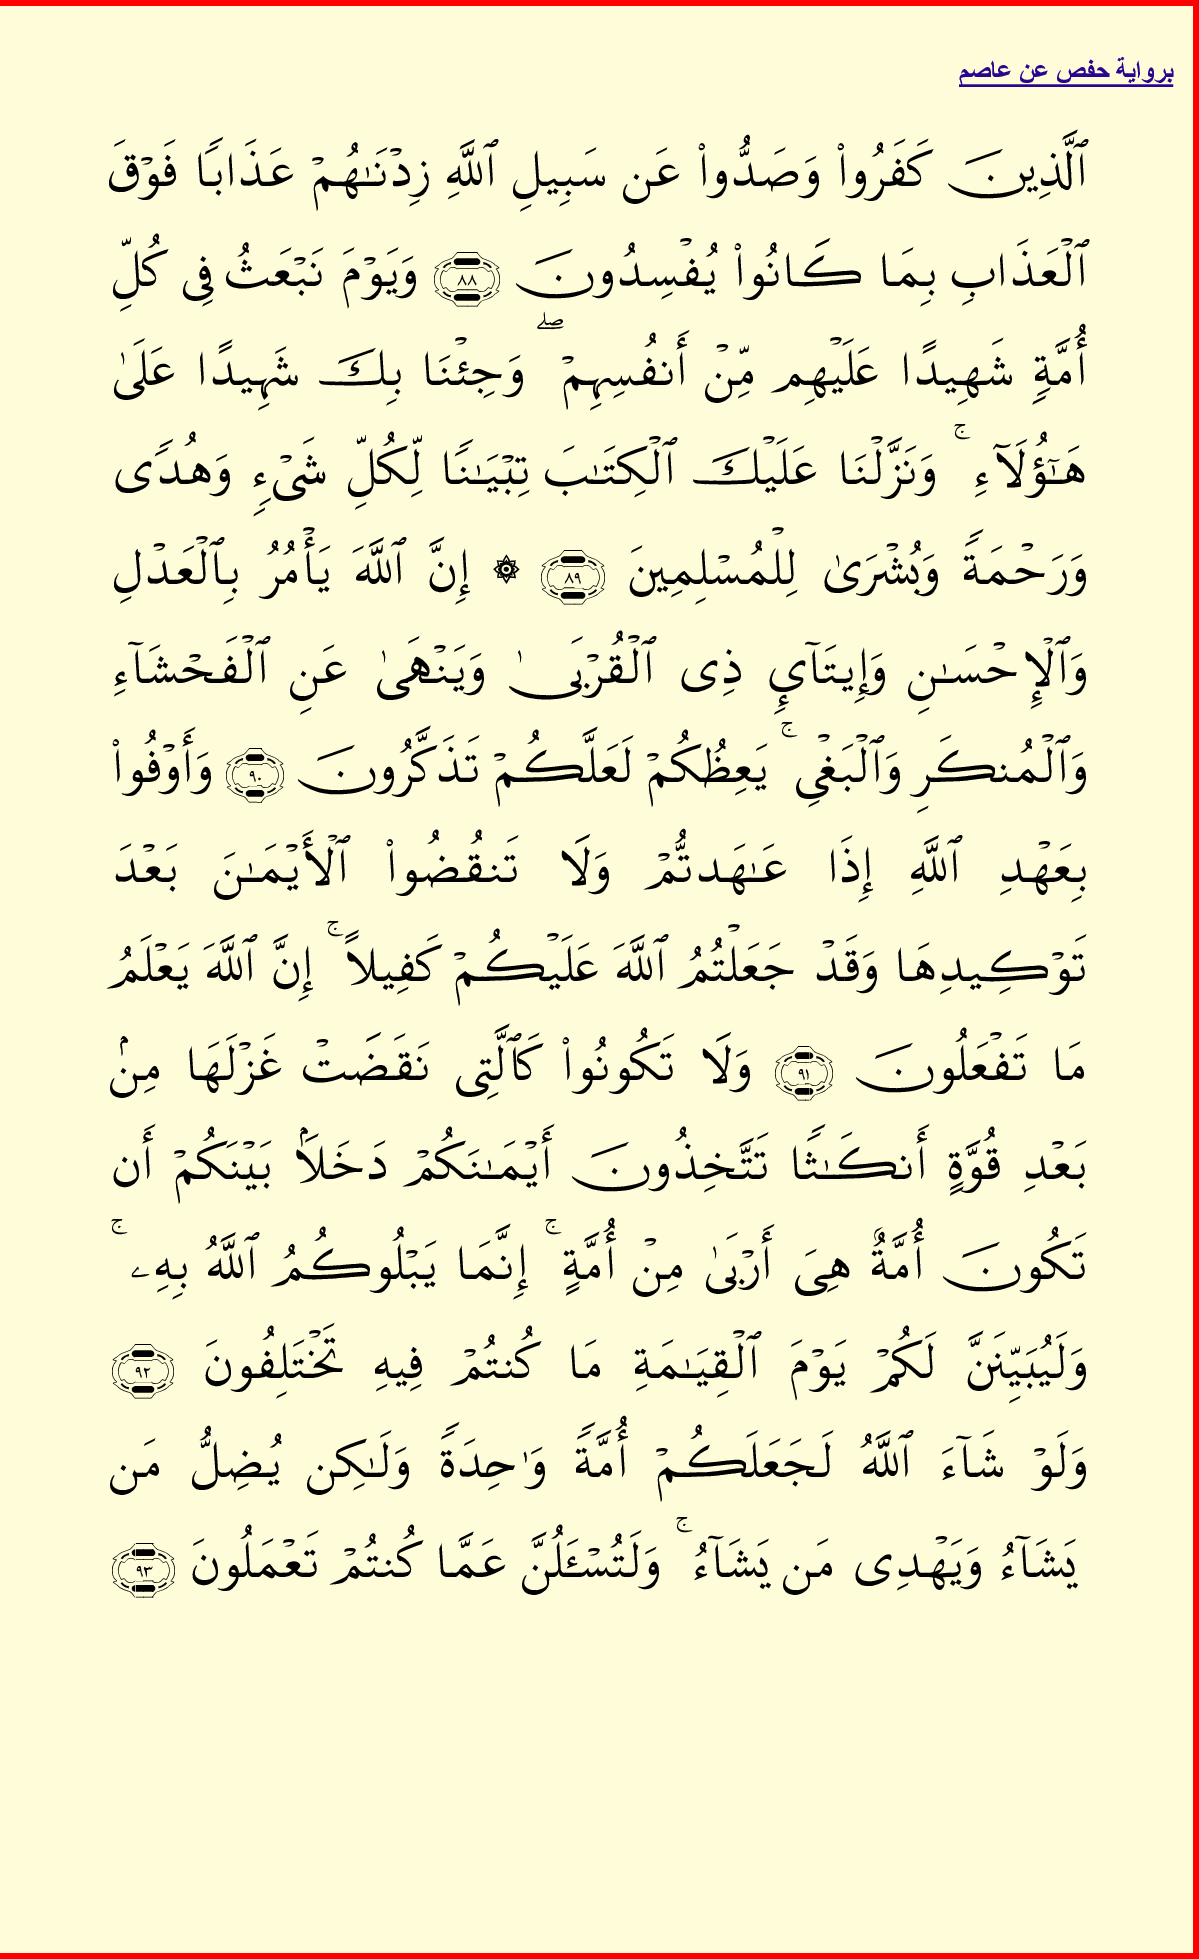 برواية حفص عن عاصم
ٱلَّذِينَ كَفَرُوا۟ وَصَدُّوا۟ عَن سَبِيلِ ٱللَّهِ زِدْنَـٰهُمْ عَذَابًا فَوْقَ
ٱلْعَذَابِ بِمَا كَانُوا۟ يُفْسِدُونَ ٨٨ وَيَوْمَ نَبْعَثُ فِى كُلِّ
أُمَّةٍ شَهِيدًا عَلَيْهِم مِّنْ أَنفُسِهِمْ ۖ وَجِئْنَا بِكَ شَهِيدًا عَلَىٰ
هَـٰٓؤُلَآءِ ۚ وَنَزَّلْنَا عَلَيْكَ ٱلْكِتَـٰبَ تِبْيَـٰنًا لِّكُلِّ شَىْءٍ وَهُدًى
وَرَحْمَةً وَبُشْرَىٰ لِلْمُسْلِمِينَ ٨٩ ۞ إِنَّ ٱللَّهَ يَأْمُرُ بِٱلْعَدْلِ
وَٱلْإِحْسَـٰنِ وَإِيتَآئِ ذِى ٱلْقُرْبَىٰ وَيَنْهَىٰ عَنِ ٱلْفَحْشَآءِ
وَٱلْمُنكَرِ وَٱلْبَغْىِ ۚ يَعِظُكُمْ لَعَلَّكُمْ تَذَكَّرُونَ ٩٠ وَأَوْفُوا۟
بِعَهْدِ ٱللَّهِ إِذَا عَـٰهَدتُّمْ وَلَا تَنقُضُوا۟ ٱلْأَيْمَـٰنَ بَعْدَ
تَوْكِيدِهَا وَقَدْ جَعَلْتُمُ ٱللَّهَ عَلَيْكُمْ كَفِيلًا ۚ إِنَّ ٱللَّهَ يَعْلَمُ
مَا تَفْعَلُونَ ٩١ وَلَا تَكُونُوا۟ كَٱلَّتِى نَقَضَتْ غَزْلَهَا مِنۢ
بَعْدِ قُوَّةٍ أَنكَـٰثًا تَتَّخِذُونَ أَيْمَـٰنَكُمْ دَخَلًۢا بَيْنَكُمْ أَن
تَكُونَ أُمَّةٌ هِىَ أَرْبَىٰ مِنْ أُمَّةٍ ۚ إِنَّمَا يَبْلُوكُمُ ٱللَّهُ بِهِۦ ۚ
وَلَيُبَيِّنَنَّ لَكُمْ يَوْمَ ٱلْقِيَـٰمَةِ مَا كُنتُمْ فِيهِ تَخْتَلِفُونَ ٩٢
وَلَوْ شَآءَ ٱللَّهُ لَجَعَلَكُمْ أُمَّةً وَٰحِدَةً وَلَـٰكِن يُضِلُّ مَن
يَشَآءُ وَيَهْدِى مَن يَشَآءُ ۚ وَلَتُسْـَٔلُنَّ عَمَّا كُنتُمْ تَعْمَلُونَ ٩٣